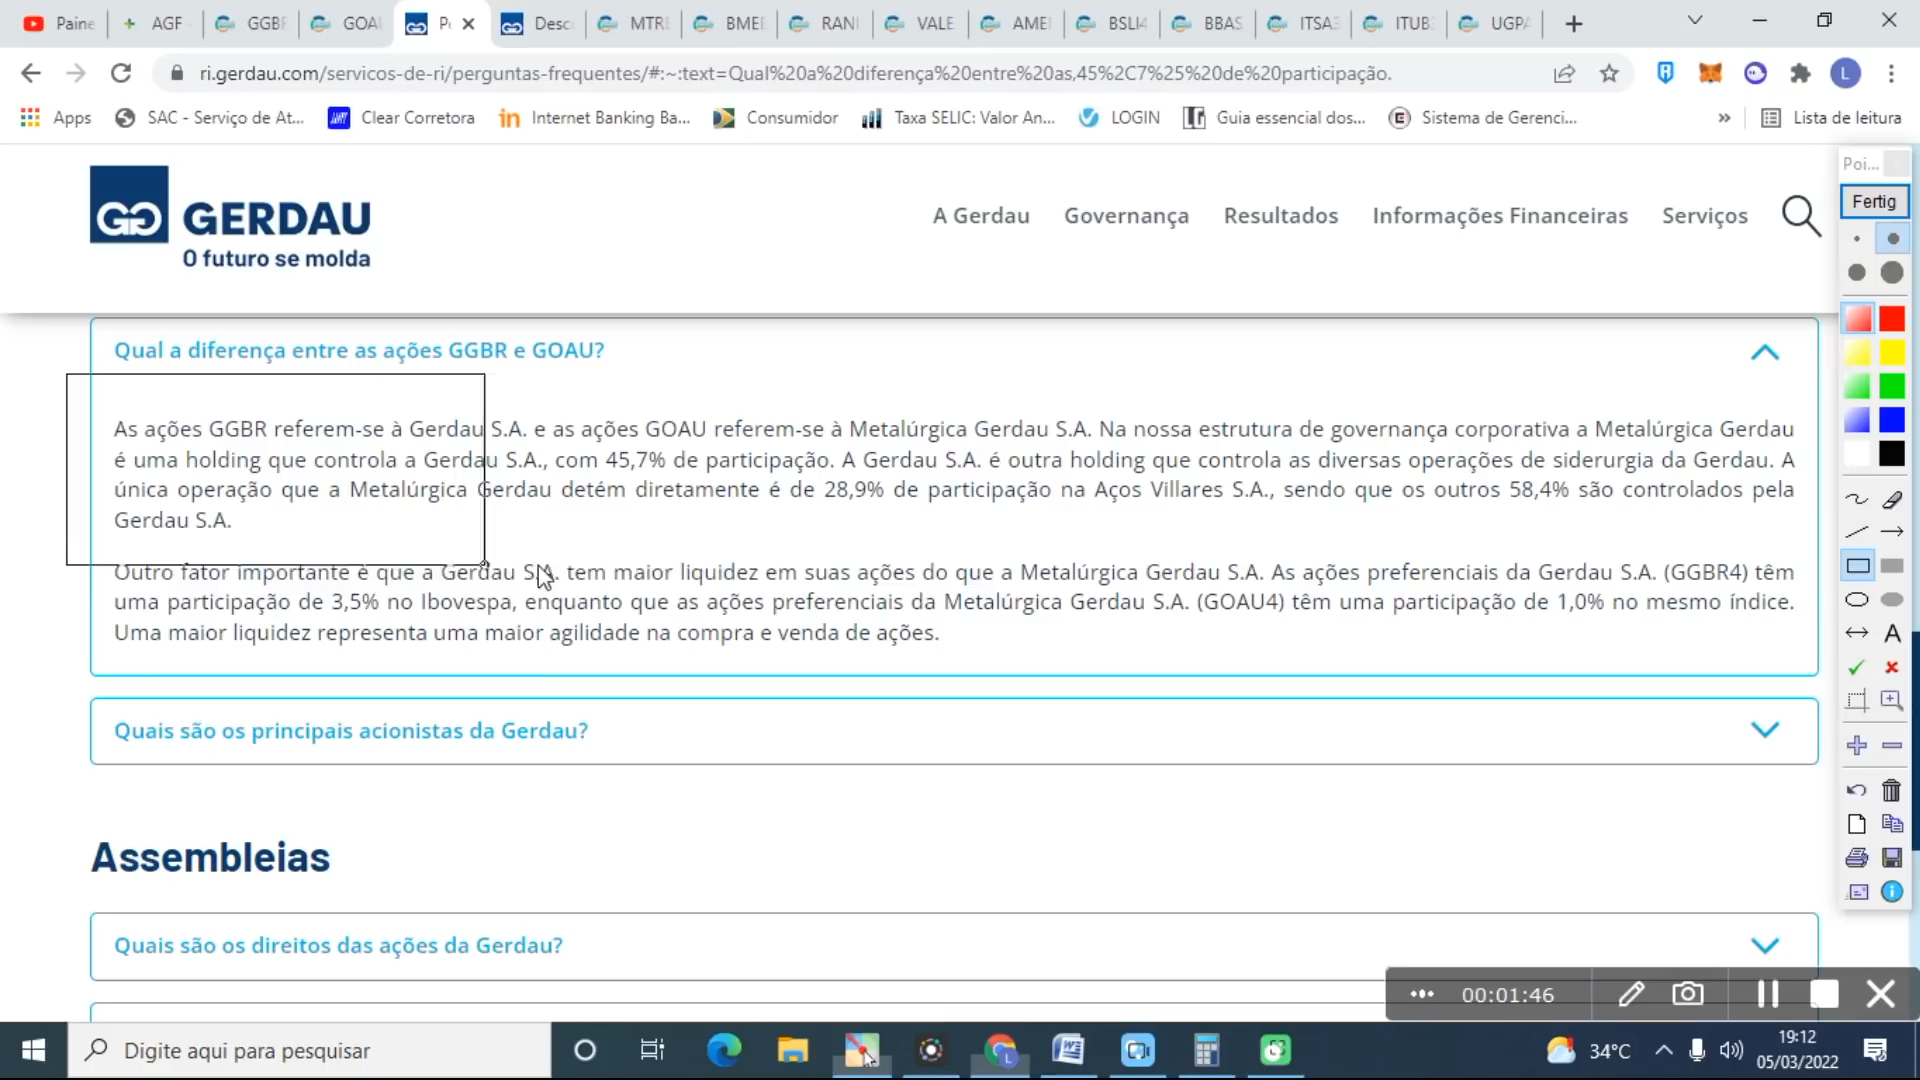 Paine
AGF
GGBR
GOAU
Pe
Desc
MTRE
BMEE
RANI
VALE
AMEI
BSLI4
BBAS
ITSA3
ITUB3
UGPA
ri.gerdau.com/servicos-de-ri/perguntas-frequentes/#:~:text=Qual%20a%20diferença%20entre%20as,45%2C7%25%20de%20participação.
L
Apps
SAC - Serviço de At...
Clear Corretora
Internet Banking Ba...
Consumidor
Taxa SELIC: Valor An...
LOGIN
Guia essencial dos...
Sistema de Gerenci...
»
Lista de leitura
GERDAU
O futuro se molda
A Gerdau
Governança
Resultados
Informações Financeiras
Serviços
Poi...
Fertig
A
Qual a diferença entre as ações GGBR e GOAU?
As ações GGBR referem-se à Gerdau S.A. e as ações GOAU referem-se à Metalúrgica Gerdau S.A. Na nossa estrutura de governança corporativa a Metalúrgica Gerdau
é uma holding que controla a Gerdau S.A., com 45,7% de participação. A Gerdau S.A. é outra holding que controla as diversas operações de siderurgia da Gerdau. A
única operação que a Metalúrgica Gerdau detém diretamente é de 28,9% de participação na Aços Villares S.A., sendo que os outros 58,4% são controlados pela
Gerdau S.A.
Outro fator importante é que a Gerdau S.A. tem maior liquidez em suas ações do que a Metalúrgica Gerdau S.A. As ações preferenciais da Gerdau S.A. (GGBR4) têm
uma participação de 3,5% no Ibovespa, enquanto que as ações preferenciais da Metalúrgica Gerdau S.A. (GOAU4) têm uma participação de 1,0% no mesmo índice.
Uma maior liquidez representa uma maior agilidade na compra e venda de ações.
Quais são os principais acionistas da Gerdau?
Assembleias
Quais são os direitos das ações da Gerdau?
00:01:46
Digite aqui para pesquisar
34°C
19:12
05/03/2022